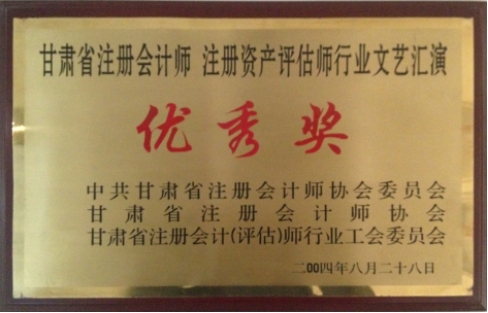 甘肃省注册会计师 注册资产评估师行业文艺汇演
优秀奖
中共甘肃省注册会计师协会委员会
甘肃省注册会计师协会
甘肃省注册会计(评估)师行业工会委员会
二00四年八月二十八日